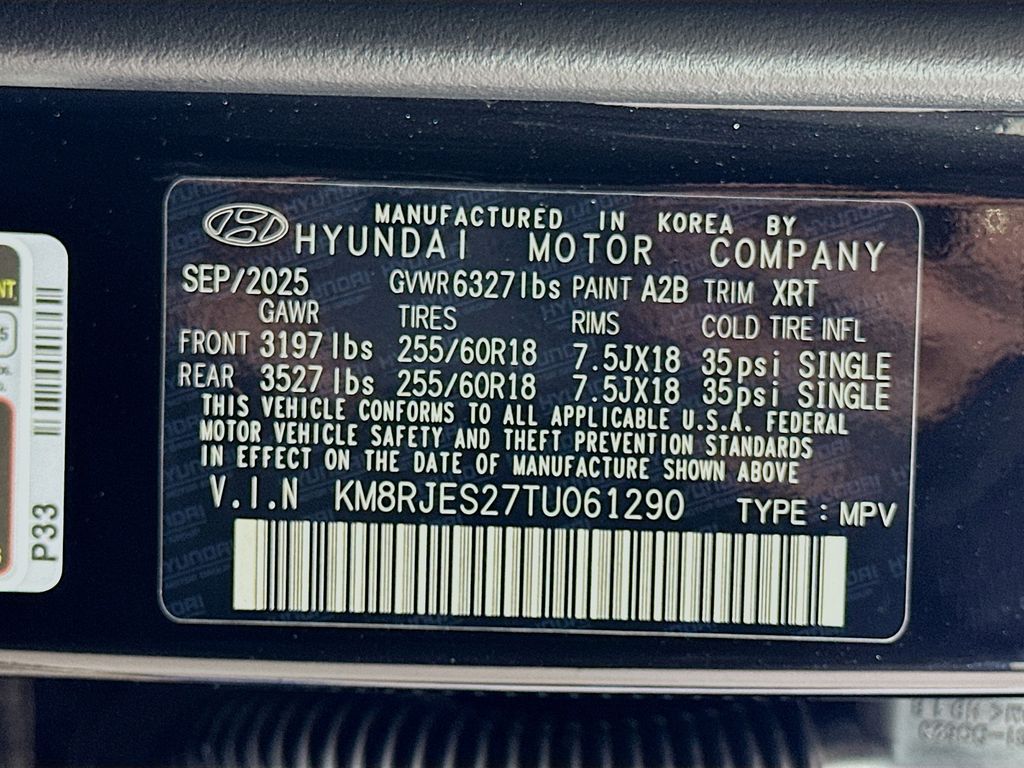 MANUFACTURED IN KOREA BY
HYUNDAI MOTOR COMPANY
SEP/2025 GVWR 6327lbs PAINT A2B TRIM XRT
GAWR TIRES RIMS COLD TIRE INFL
FRONT 3197 lbs 255/60R18 7.5JX18 35psi SINGLE
REAR 3527 lbs 255/60R18 7.5JX18 35psi SINGLE
THIS VEHICLE CONFORMS TO ALL APPLICABLE U.S.A. FEDERAL
MOTOR VEHICLE SAFETY AND THEFT PREVENTION STANDARDS
IN EFFECT ON THE DATE OF MANUFACTURE SHOWN ABOVE
V.I.N KM8RJES27TU061290 TYPE : MPV
P33